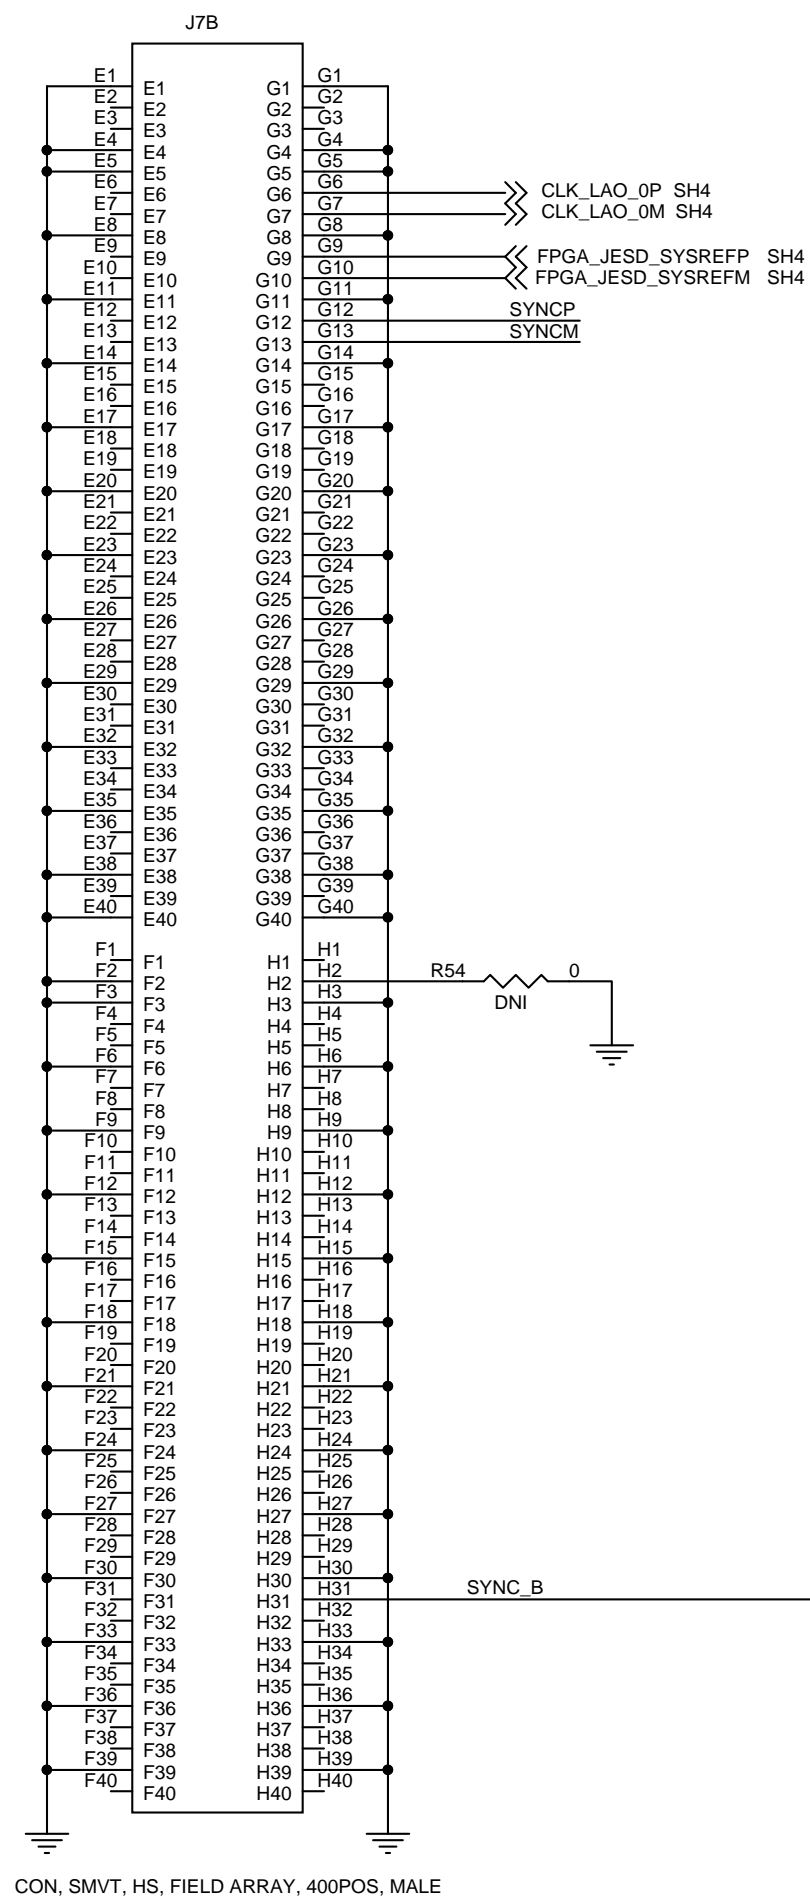 J7B
E1 E1 G1 G1
E2 E2 G2 G2
E3 E3 G3 G3
E4 E4 G4 G4
E5 E5 G5 G5
E6 E6 G6 G6 CLK_LAO_0P SH4
E7 E7 G7 G7 CLK_LAO_0M SH4
E8 E8 G8 G8
E9 E9 G9 G9 FPGA_JESD_SYSREFP SH4
E10 E10 G10 G10 FPGA_JESD_SYSREFM SH4
E11 E11 G11 G11
E12 E12 G12 G12 SYNCP
E13 E13 G13 G13 SYNCM
E14 E14 G14 G14
E15 E15 G15 G15
E16 E16 G16 G16
E17 E17 G17 G17
E18 E18 G18 G18
E19 E19 G19 G19
E20 E20 G20 G20
E21 E21 G21 G21
E22 E22 G22 G22
E23 E23 G23 G23
E24 E24 G24 G24
E25 E25 G25 G25
E26 E26 G26 G26
E27 E27 G27 G27
E28 E28 G28 G28
E29 E29 G29 G29
E30 E30 G30 G30
E31 E31 G31 G31
E32 E32 G32 G32
E33 E33 G33 G33
E34 E34 G34 G34
E35 E35 G35 G35
E36 E36 G36 G36
E37 E37 G37 G37
E38 E38 G38 G38
E39 E39 G39 G39
E40 E40 G40 G40
F1 F1 H1 H1
F2 F2 H2 H2 R54 0
F3 F3 H3 H3 DNI
F4 F4 H4 H4
F5 F5 H5 H5
F6 F6 H6 H6
F7 F7 H7 H7
F8 F8 H8 H8
F9 F9 H9 H9
F10 F10 H10 H10
F11 F11 H11 H11
F12 F12 H12 H12
F13 F13 H13 H13
F14 F14 H14 H14
F15 F15 H15 H15
F16 F16 H16 H16
F17 F17 H17 H17
F18 F18 H18 H18
F19 F19 H19 H19
F20 F20 H20 H20
F21 F21 H21 H21
F22 F22 H22 H22
F23 F23 H23 H23
F24 F24 H24 H24
F25 F25 H25 H25
F26 F26 H26 H26
F27 F27 H27 H27
F28 F28 H28 H28
F29 F29 H29 H29
F30 F30 H30 H30
F31 F31 H31 H31 SYNC_B
F32 F32 H32 H32
F33 F33 H33 H33
F34 F34 H34 H34
F35 F35 H35 H35
F36 F36 H36 H36
F37 F37 H37 H37
F38 F38 H38 H38
F39 F39 H39 H39
F40 F40 H40 H40
CON, SMVT, HS, FIELD ARRAY, 400POS, MALE